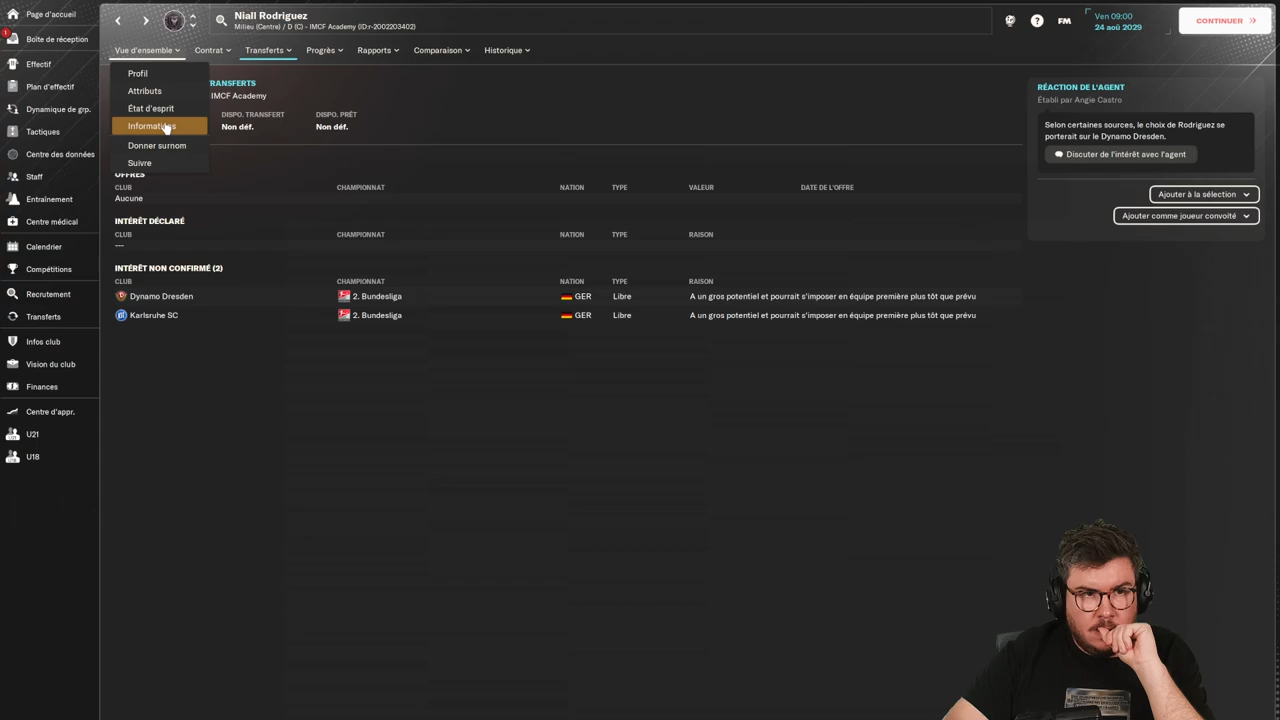 Page d'accueil
1
Boîte de réception
Effectif
Plan d'effectif
Dynamique de grp.
Tactiques
Centre des données
Staff
Entraînement
Centre médical
Calendrier
Compétitions
Recrutement
Transferts
Infos club
Vision du club
Finances
Centre d'appr.
U21
U18
Niall Rodriguez
Milieu (Centre) / D (C) - IMCF Academy (ID:r-2002203402)
?
FM
Ven 09:00
24 aoû 2029
CONTINUER
Vue d'ensemble
Contrat
Transferts
Progrès
Rapports
Comparaison
Historique
Profil
Attributs
État d'esprit
Informations
Donner surnom
Suivre
TRANSFERTS
IMCF Academy
DISPO. TRANSFERT
DISPO. PRÊT
Non déf.
Non déf.
OFFRES
CLUB CHAMPIONNAT NATION TYPE VALEUR DATE DE L'OFFRE
Aucune
INTÉRÊT DÉCLARÉ
CLUB CHAMPIONNAT NATION TYPE RAISON
---
INTÉRÊT NON CONFIRMÉ (2)
CLUB CHAMPIONNAT NATION TYPE RAISON
Dynamo Dresden 2. Bundesliga GER Libre A un gros potentiel et pourrait s'imposer en équipe première plus tôt que prévu
Karlsruhe SC 2. Bundesliga GER Libre A un gros potentiel et pourrait s'imposer en équipe première plus tôt que prévu
RÉACTION DE L'AGENT
Établi par Angie Castro
Selon certaines sources, le choix de Rodriguez se
porterait sur le Dynamo Dresden.
Discuter de l'intérêt avec l'agent
Ajouter à la sélection
Ajouter comme joueur convoité